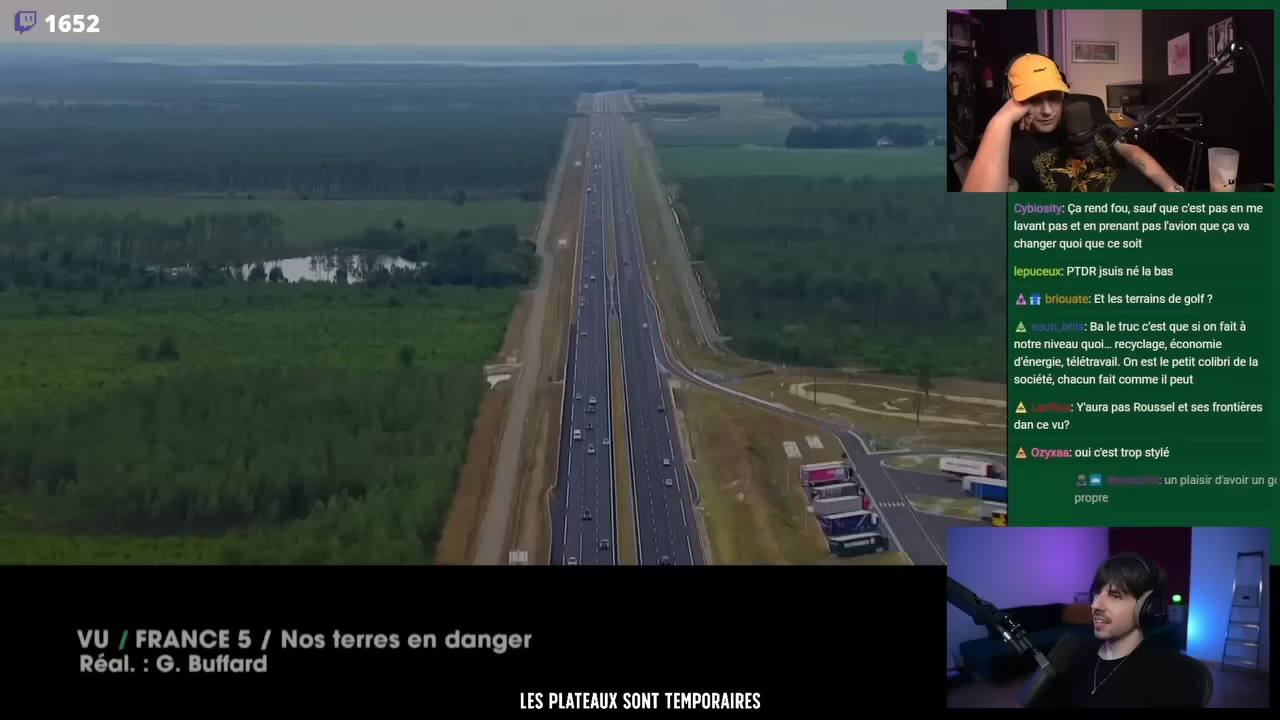 1652
5
Cybiosity: Ça rend fou, sauf que c'est pas en me
lavant pas et en prenant pas l'avion que ça va
changer quoi que ce soit
lepuceux: PTDR jsuis né la bas
briouate: Et les terrains de golf ?
souh_bhls: Ba le truc c'est que si on fait à
notre niveau quoi... recyclage, économie
d'énergie, télétravail. On est le petit colibri de la
société, chacun fait comme il peut
: Y'aura pas Roussel et ses frontières
dan ce vu?
Ozyxaa: oui c'est trop stylé
: un plaisir d'avoir un
propre
VU / FRANCE 5 / Nos terres en danger
Réal. : G. Buffard
LES PLATEAUX SONT TEMPORAIRES